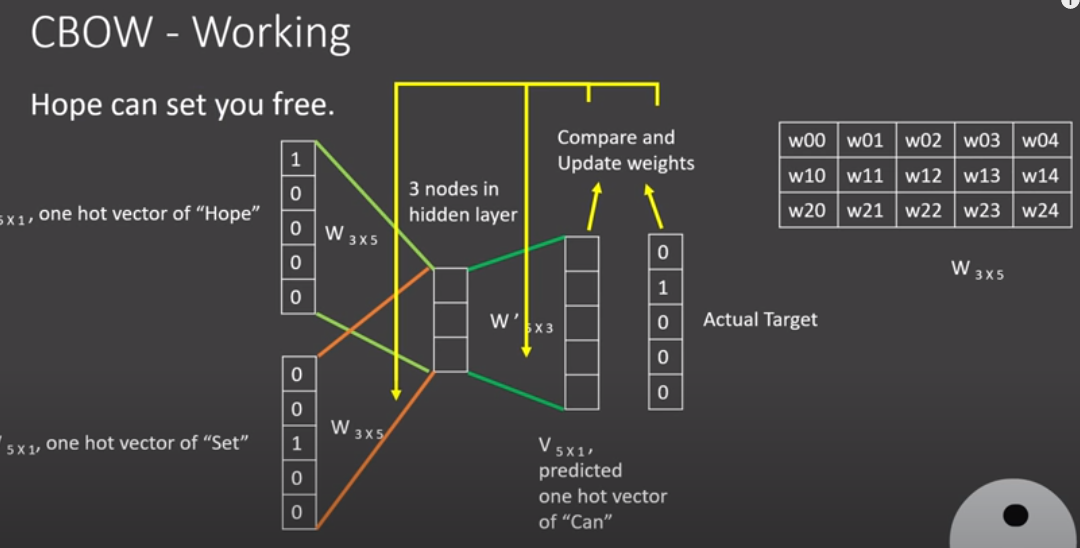 CBOW - Working
Hope can set you free.
1
0
0
0
0
5X1, one hot vector of “Hope”
W 3X5
3 nodes in
hidden layer
Compare and
Update weights
W' 5X3
0
1
0
0
0
Actual Target
w00 w01 w02 w03 w04
w10 w11 w12 w13 w14
w20 w21 w22 w23 w24
W 3X5
0
0
1
0
0
5X1, one hot vector of “Set”
W 3X5
V 5X1,
predicted
one hot vector
of “Can”